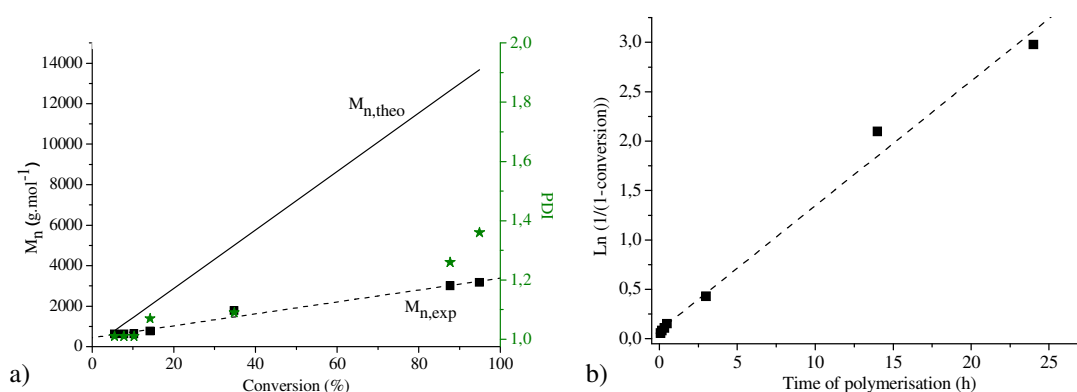 2,0
14000
12000
10000
8000
6000
4000
2000
0
1,8
1,6
1,4
1,2
1,0
M_n (g.mol⁻¹)
PDI
M_n,theo
M_n,exp
0 20 40 60 80 100
a) Conversion (%)
3,0
2,5
2,0
1,5
1,0
0,5
0,0
Ln (1/(1-conversion))
0 5 10 15 20 25
b) Time of polymerisation (h)